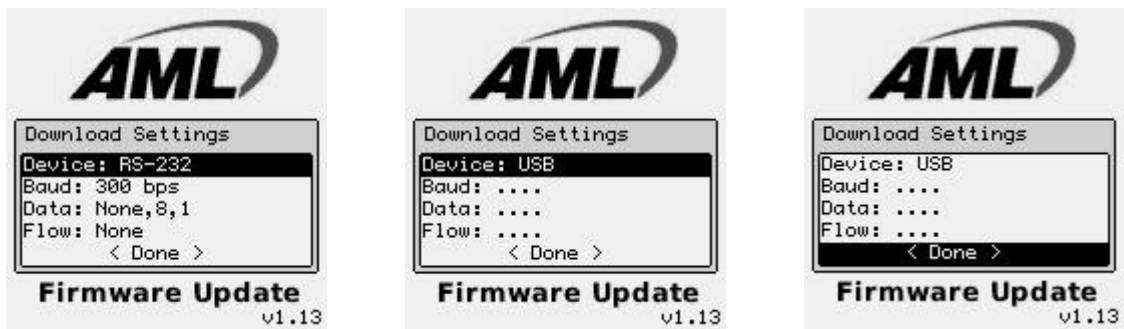 AML
Download Settings
Device: RS-232
Baud: 300 bps
Data: None,8,1
Flow: None
< Done >
Firmware Update
v1.13
AML
Download Settings
Device: USB
Baud: ....
Data: ....
Flow: ....
< Done >
Firmware Update
v1.13
AML
Download Settings
Device: USB
Baud: ....
Data: ....
Flow: ....
< Done >
Firmware Update
v1.13